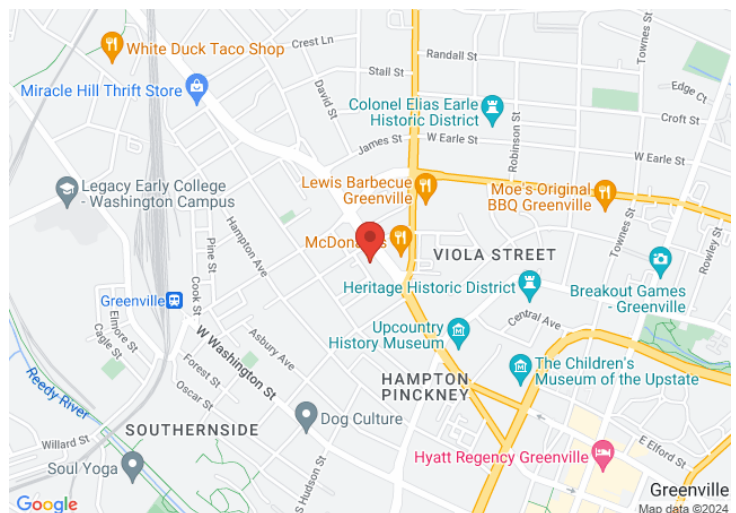 Crest Ln
White Duck Taco Shop
Randall St
Townes St
Stall St
Edge Ct
Miracle Hill Thrift Store
David St
Colonel Elias Earle
Historic District
Robinson St
Croft St
James St
W Earle St
W Earle St
Legacy Early College
- Washington Campus
Lewis Barbecue
Greenville
Moe's Original
BBQ Greenville
Hampton Ave
Pine St
Townes St
Rowley St
McDonald's
VIOLA STREET
Cook St
Heritage Historic District
Breakout Games
- Greenville
Greenville
Elmore St
Cagle St
W Washington St
Asbury Ave
Upcountry
History Museum
Central Ave
Forest St
The Children's
Museum of the Upstate
Reedy River
Oscar St
HAMPTON
PINCKNEY
Dog Culture
SOUTHERNSIDE
Willard St
Soul Yoga
S Hudson St
Hyatt Regency Greenville
E Elford St
Greenville
Google
Map data ©2024